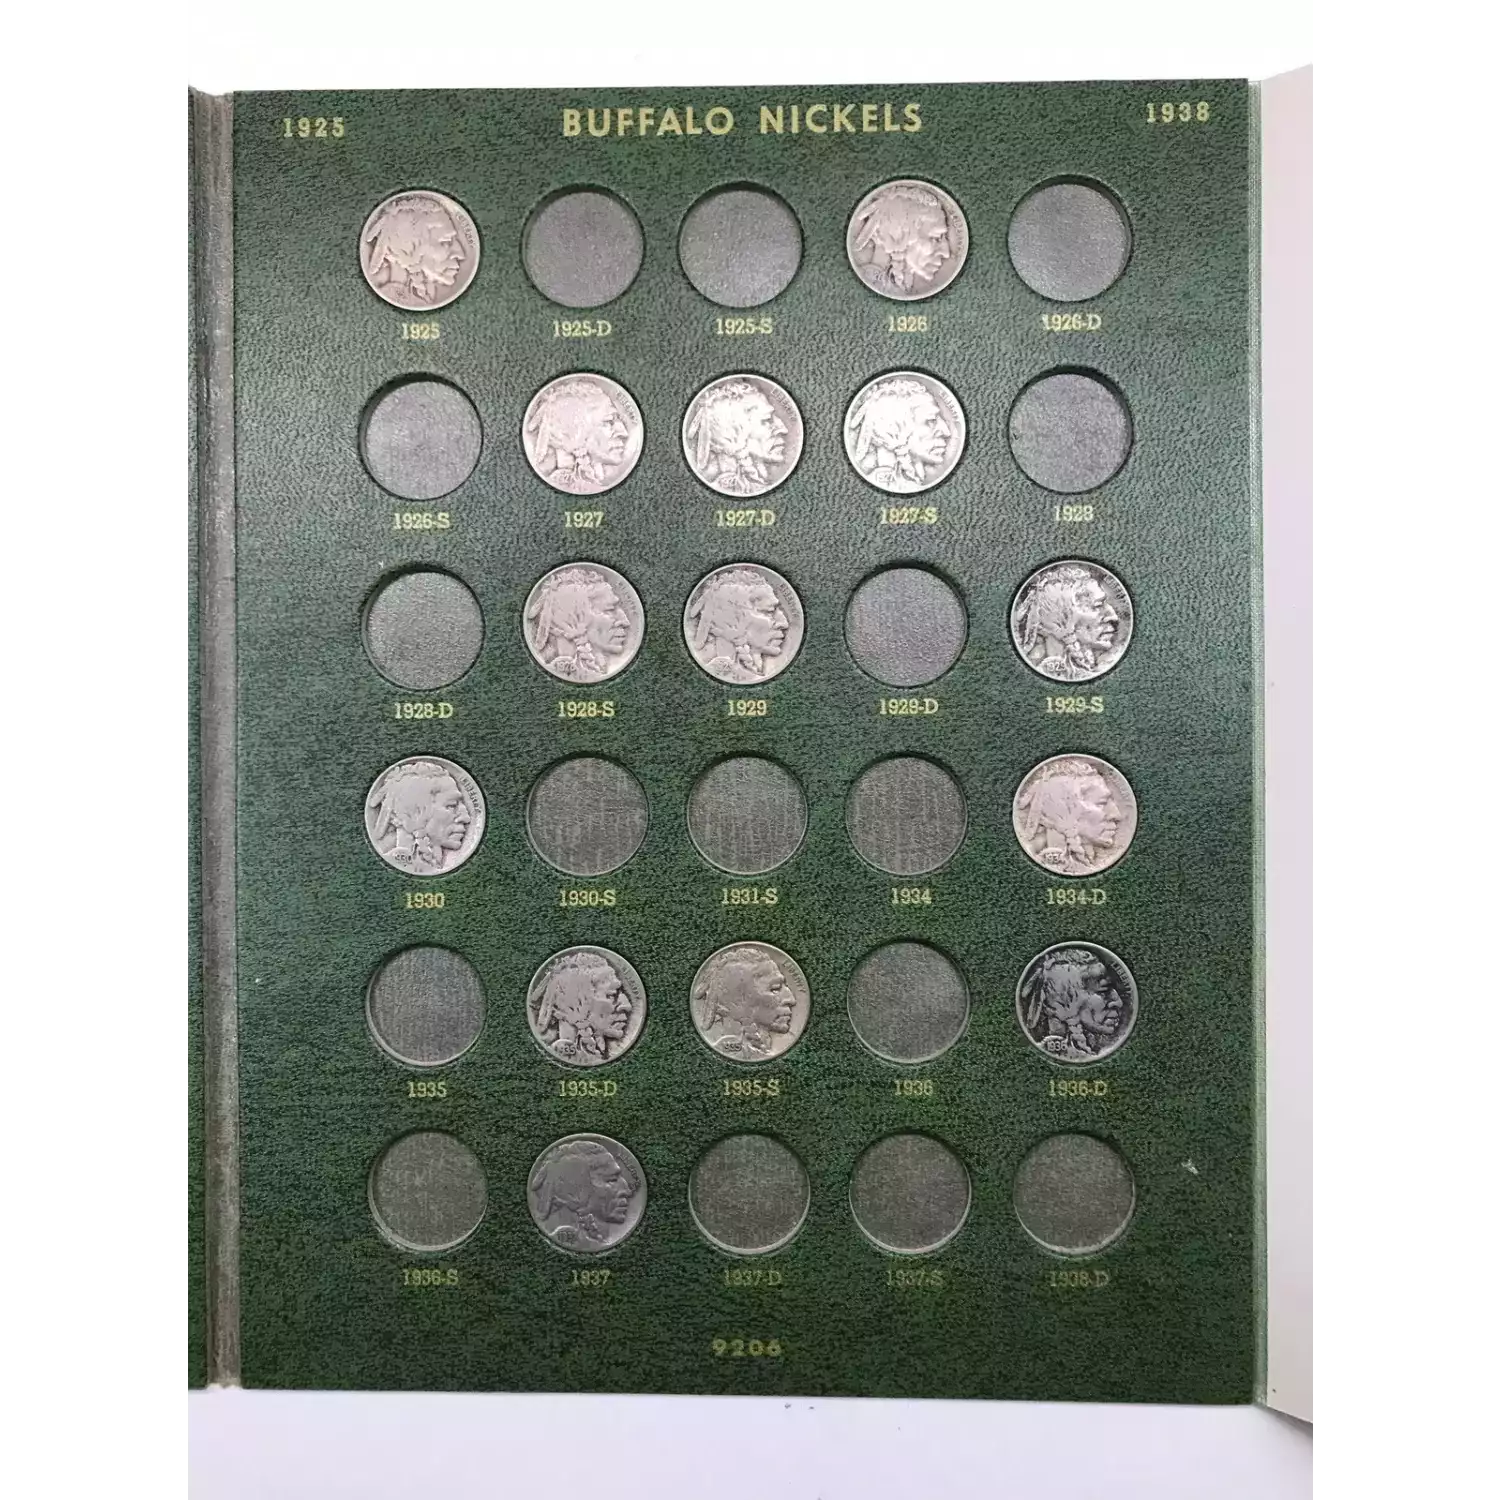 1925 BUFFALO NICKELS 1938
1925 1925-D 1925-S 1926 1926-D
1926-S 1927 1927-D 1927-S 1928
1928-D 1928-S 1929 1929-D 1929-S
1930 1930-S 1931-S 1934 1934-D
1935 1935-D 1935-S 1936 1936-D
1936-S 1937 1937-D 1937-S 1938-D
9206